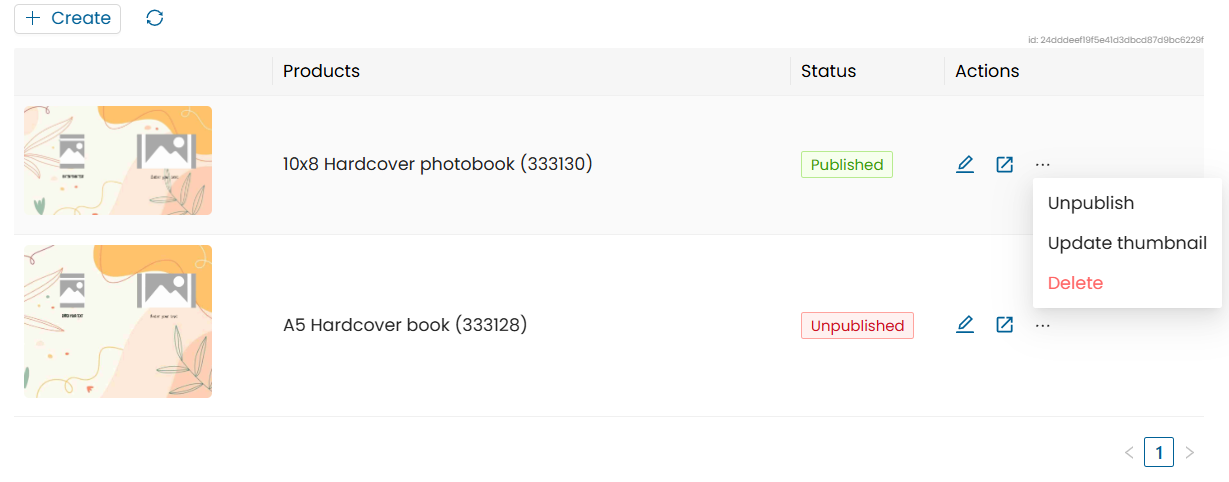 Create
id: 24dddeef19f5e41d3dbcd87d9bc6229f
Products Status Actions
10x8 Hardcover photobook (333130) Published ...
Unpublish
Update thumbnail
Delete
A5 Hardcover book (333128) Unpublished ...
1